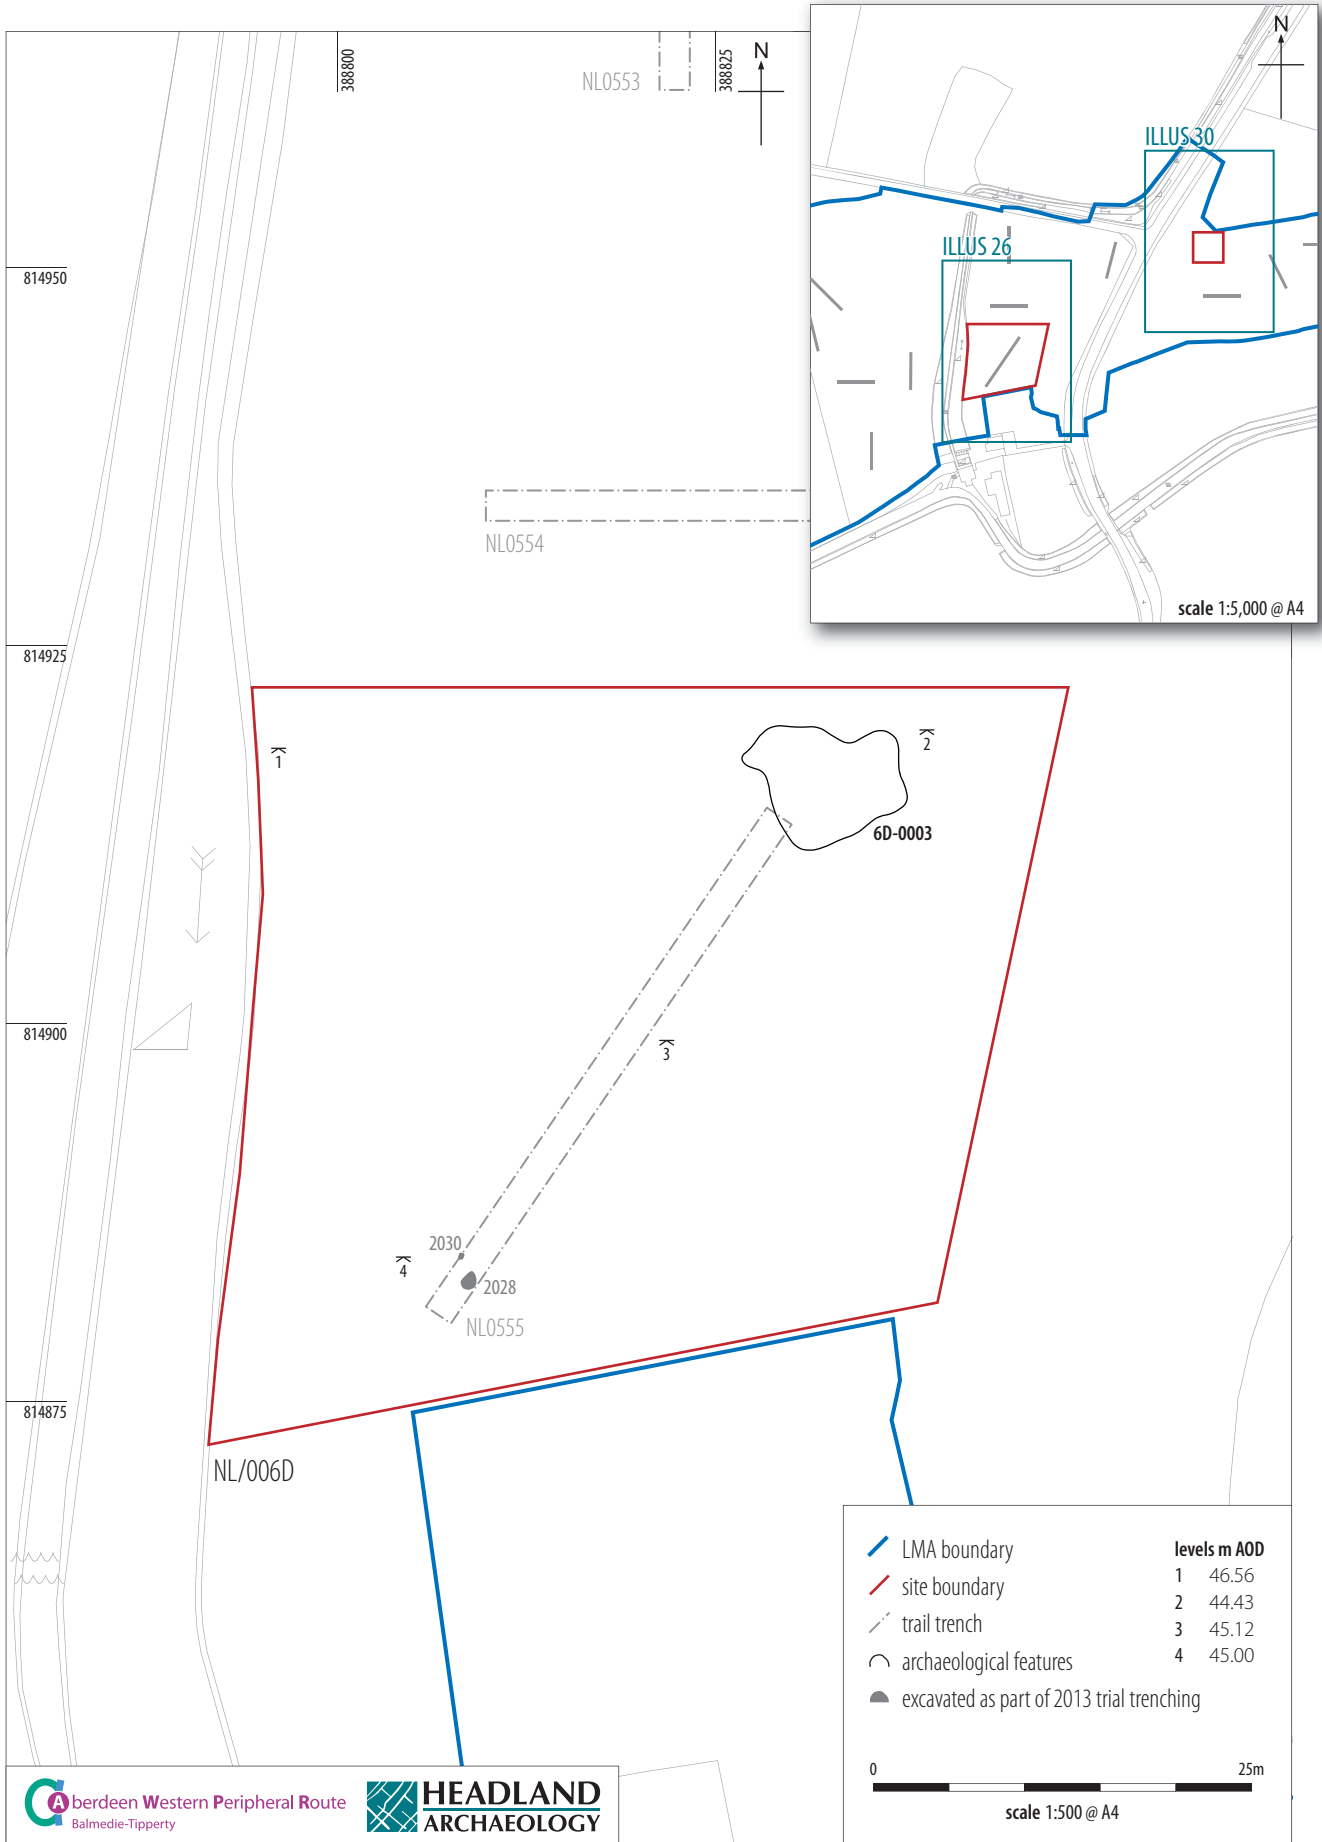 388800
NL0553
388825
N
N
ILLUS 30
ILLUS 26
scale 1:5,000 @ A4
814950
NL0554
814925
1
2
6D-0003
814900
3
2030
4
2028
NL0555
814875
NL/006D
LMA boundary
site boundary
trail trench
archaeological features
excavated as part of 2013 trial trenching
levels m AOD
1 46.56
2 44.43
3 45.12
4 45.00
0 25m
scale 1:500 @ A4
Aberdeen Western Peripheral Route
Balmedie-Tipperty
HEADLAND
ARCHAEOLOGY